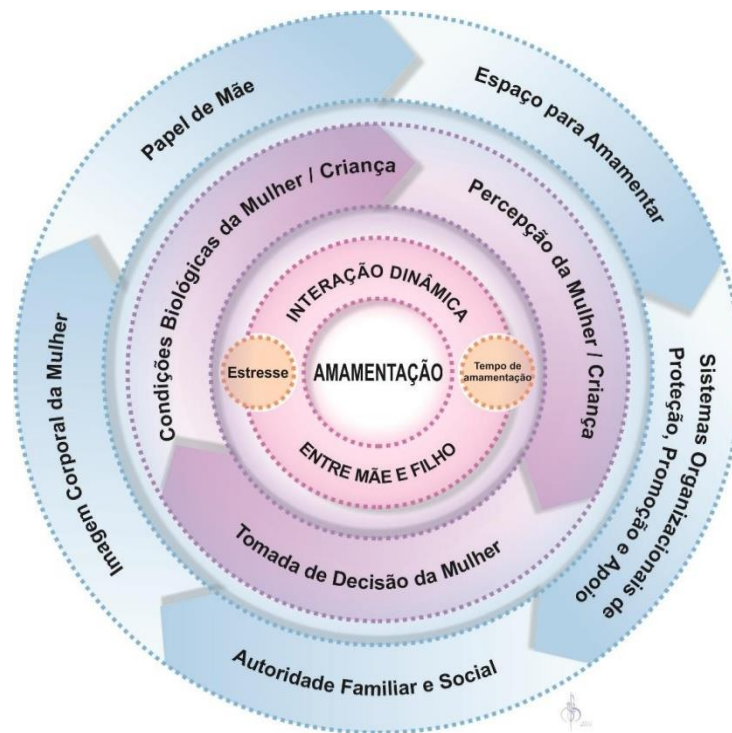 Papel de Mãe
Espaço para Amamentar
Sistemas Organizacionais de
Proteção, Promoção e Apoio
Autoridade Familiar e Social
Imagem Corporal da Mulher
Condições Biológicas da Mulher / Criança
Percepção da Mulher / Criança
Tomada de Decisão da Mulher
INTERAÇÃO DINÂMICA
ENTRE MÃE E FILHO
Estresse
AMAMENTAÇÃO
Tempo de
amamentação